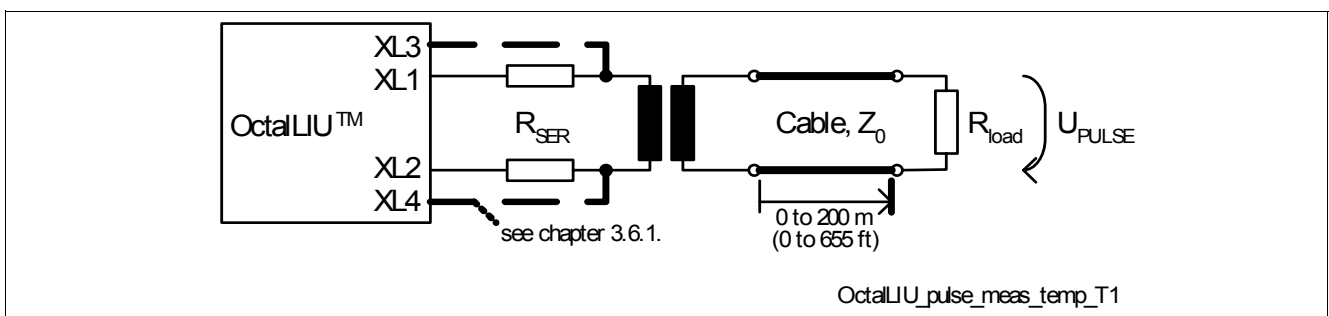 XL3
XL1
OctalLIU™
XL2
XL4
R_SER
Cable, Z_0
R_load
U_PULSE
see chapter 3.6.1.
0 to 200 m
(0 to 655 ft)
OctalLIU_pulse_meas_temp_T1